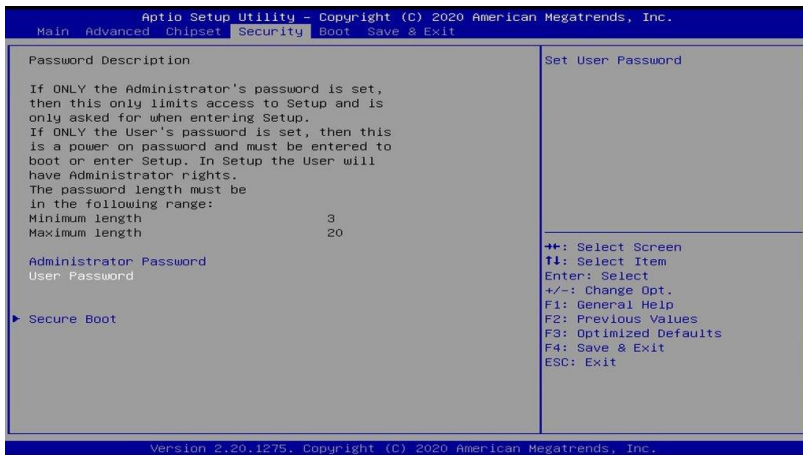 Aptio Setup Utility – Copyright (C) 2020 American Megatrends, Inc.
Main Advanced Chipset Security Boot Save & Exit
Password Description
If ONLY the Administrator's password is set,
then this only limits access to Setup and is
only asked for when entering Setup.
If ONLY the User's password is set, then this
is a power on password and must be entered to
boot or enter Setup. In Setup the User will
have Administrator rights.
The password length must be
in the following range:
Minimum length 3
Maximum length 20
Administrator Password
User Password
► Secure Boot
Set User Password
→←: Select Screen
↑↓: Select Item
Enter: Select
+/-: Change Opt.
F1: General Help
F2: Previous Values
F3: Optimized Defaults
F4: Save & Exit
ESC: Exit
Version 2.20.1275. Copyright (C) 2020 American Megatrends, Inc.